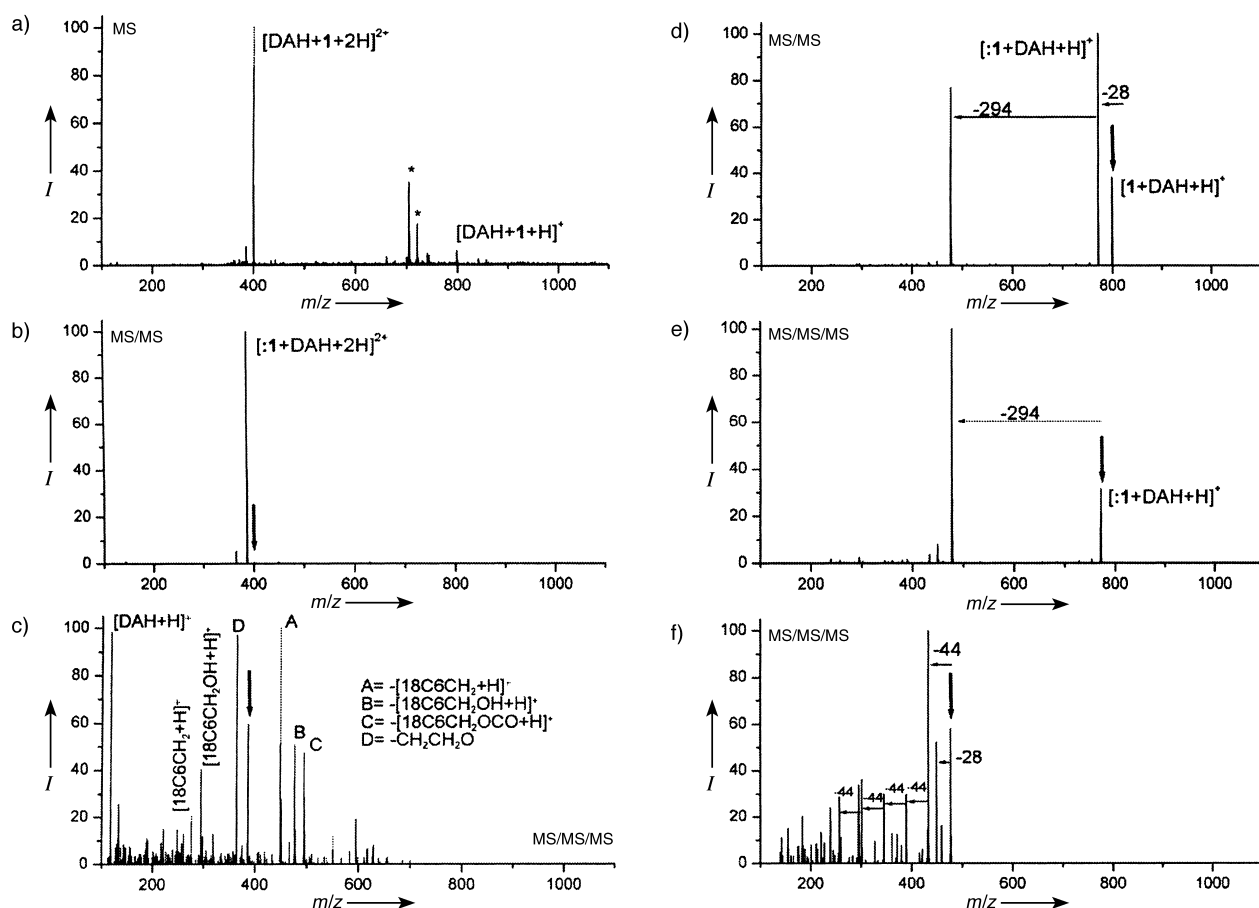 a)
MS
100
80
60
40
20
0
I
[DAH+1+2H]²⁺
*
*
[DAH+1+H]⁺
200 400 600 800 1000
m/z
b)
MS/MS
100
80
60
40
20
0
I
[:1+DAH+2H]²⁺
200 400 600 800 1000
m/z
c)
100
80
60
40
20
0
I
[DAH+H]⁺
[18C6CH₂+H]⁺
[18C6CH₂OH+H]⁺
D
A
B
C
A= -[18C6CH₂+H]⁺
B= -[18C6CH₂OH+H]⁺
C= -[18C6CH₂OCO+H]⁺
D= -CH₂CH₂O
MS/MS/MS
200 400 600 800 1000
m/z
d)
MS/MS
100
80
60
40
20
0
I
[:1+DAH+H]⁺
-28
-294
[1+DAH+H]⁺
200 400 600 800 1000
m/z
e)
MS/MS/MS
100
80
60
40
20
0
I
-294
[:1+DAH+H]⁺
200 400 600 800 1000
m/z
f)
MS/MS/MS
100
80
60
40
20
0
I
-44
-28
-44 -44 -44 -44
200 400 600 800 1000
m/z